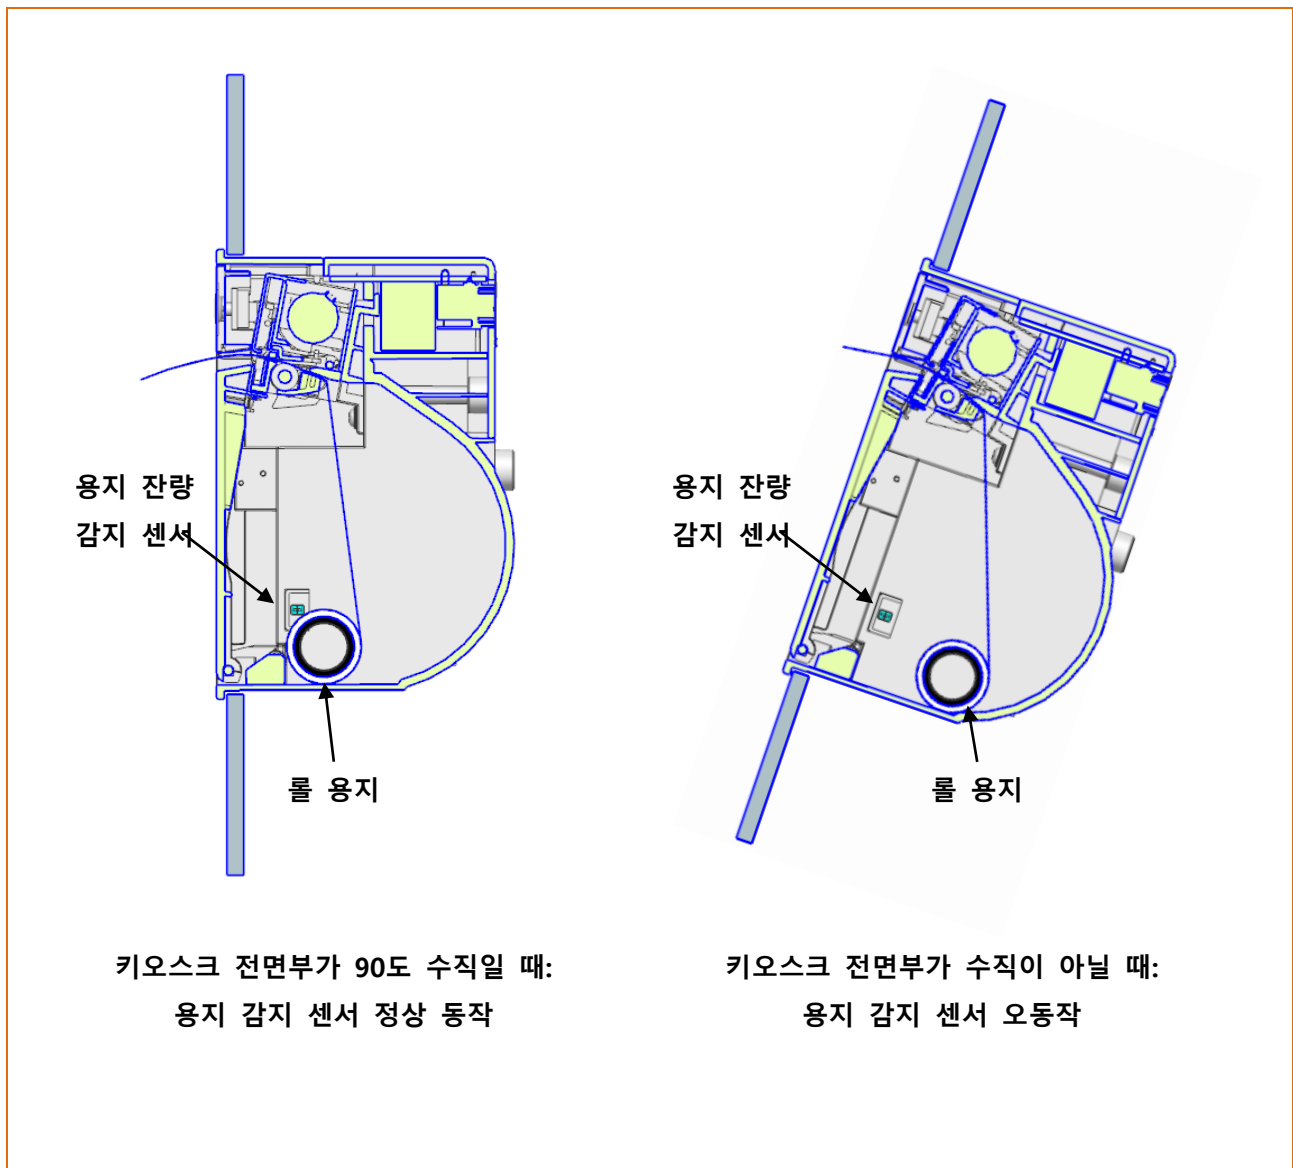 용지 잔량
감지 센서
롤 용지
키오스크 전면부가 90도 수직일 때:
용지 감지 센서 정상 동작
용지 잔량
감지 센서
롤 용지
키오스크 전면부가 수직이 아닐 때:
용지 감지 센서 오동작